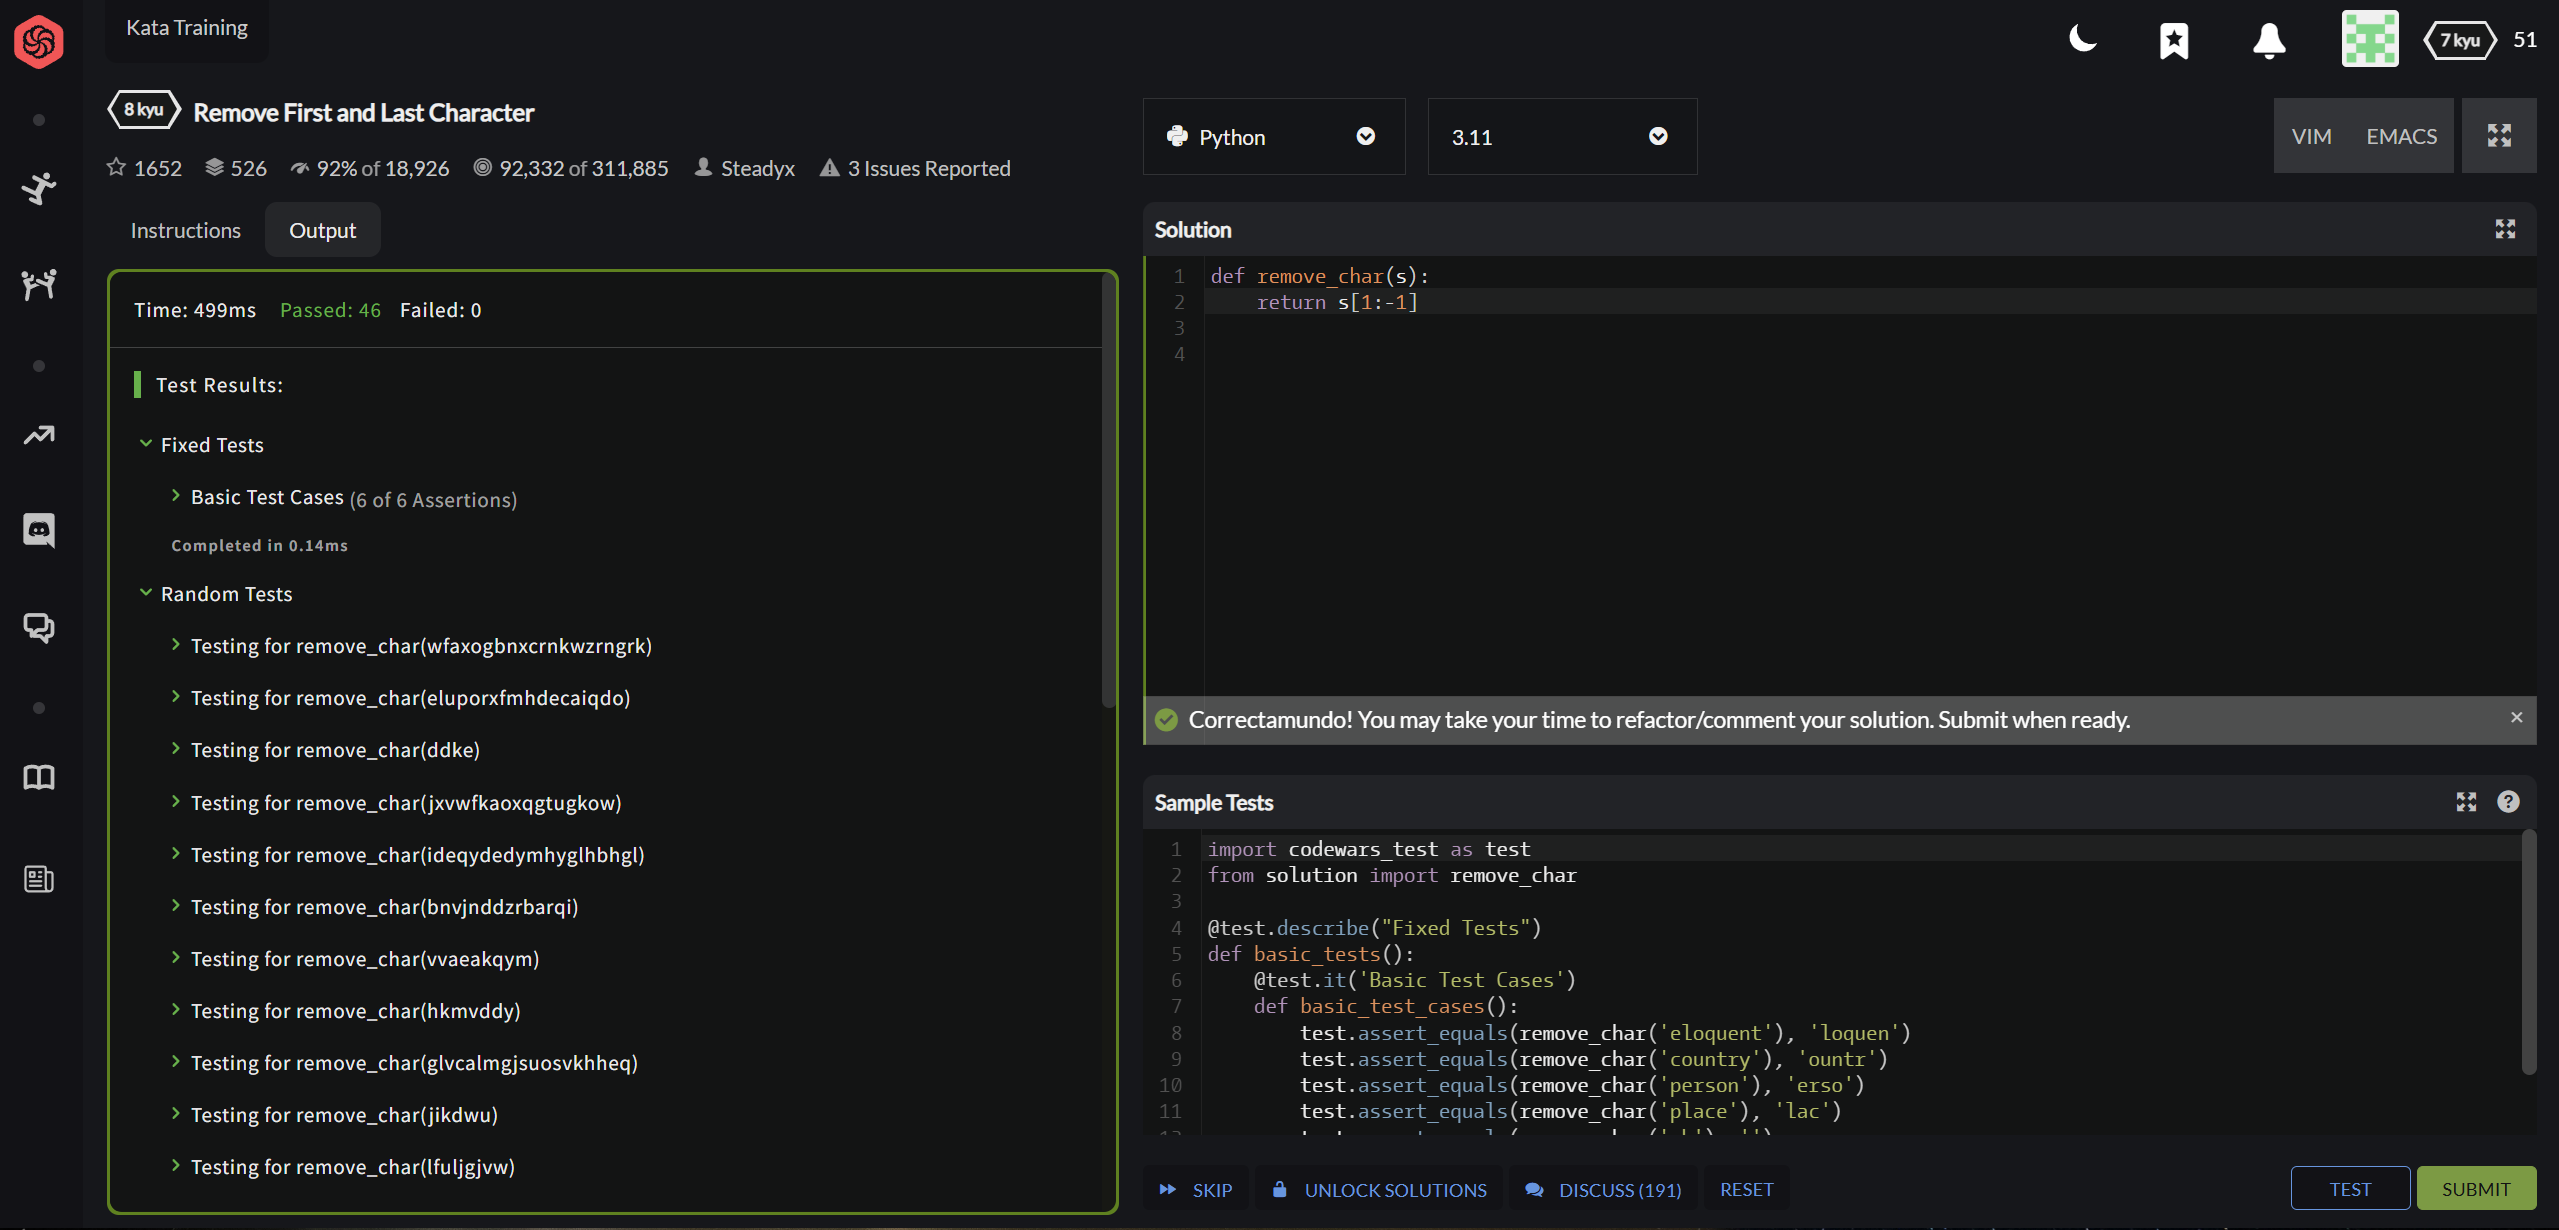 Kata Training
7 kyu 51
8 kyu Remove First and Last Character
1652 526 92% of 18,926 92,332 of 311,885 Steadyx 3 Issues Reported
Instructions Output
Time: 499ms Passed: 46 Failed: 0
Test Results:
Fixed Tests
Basic Test Cases (6 of 6 Assertions)
Completed in 0.14ms
Random Tests
Testing for remove_char(wfaxogbnxcrnkwzrngrk)
Testing for remove_char(eluporxfmhdecaiqdo)
Testing for remove_char(ddke)
Testing for remove_char(jxvwfkaoxqgtugkow)
Testing for remove_char(ideqydedymhyglhbhgl)
Testing for remove_char(bnvjnddzrbarqi)
Testing for remove_char(vvaeakqym)
Testing for remove_char(hkmvddy)
Testing for remove_char(glvcalmgjsuosvkhheq)
Testing for remove_char(jikdwu)
Testing for remove_char(lfuljgjvw)
Python 3.11 VIM EMACS
Solution
1 def remove_char(s):
2 return s[1:-1]
3
4
Correctamundo! You may take your time to refactor/comment your solution. Submit when ready.
Sample Tests
1 import codewars_test as test
2 from solution import remove_char
3
4 @test.describe("Fixed Tests")
5 def basic_tests():
6 @test.it('Basic Test Cases')
7 def basic_test_cases():
8 test.assert_equals(remove_char('eloquent'), 'loquen')
9 test.assert_equals(remove_char('country'), 'ountr')
10 test.assert_equals(remove_char('person'), 'erso')
11 test.assert_equals(remove_char('place'), 'lac')
SKIP UNLOCK SOLUTIONS DISCUSS (191) RESET TEST SUBMIT